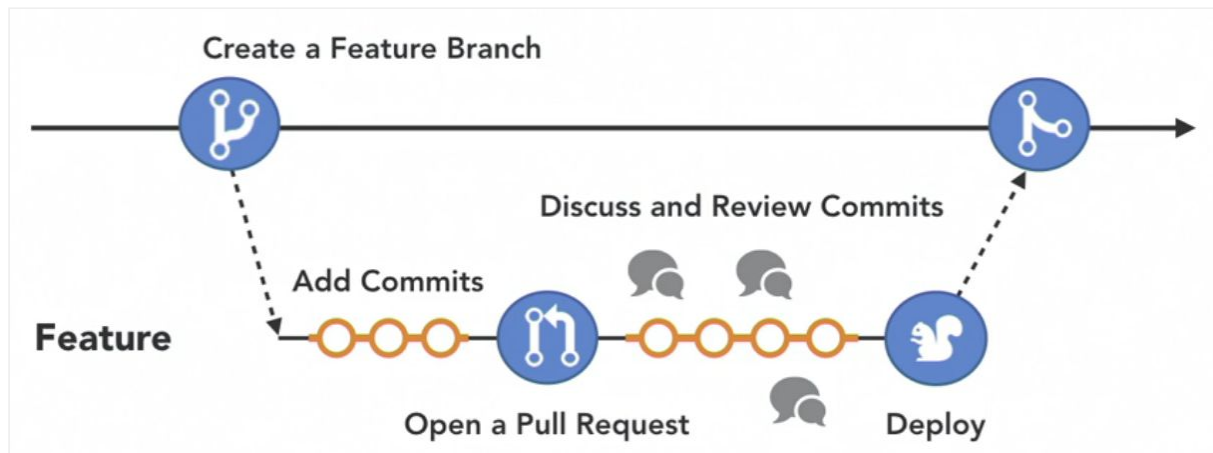 Create a Feature Branch
Discuss and Review Commits
Add Commits
Feature
Open a Pull Request
Deploy